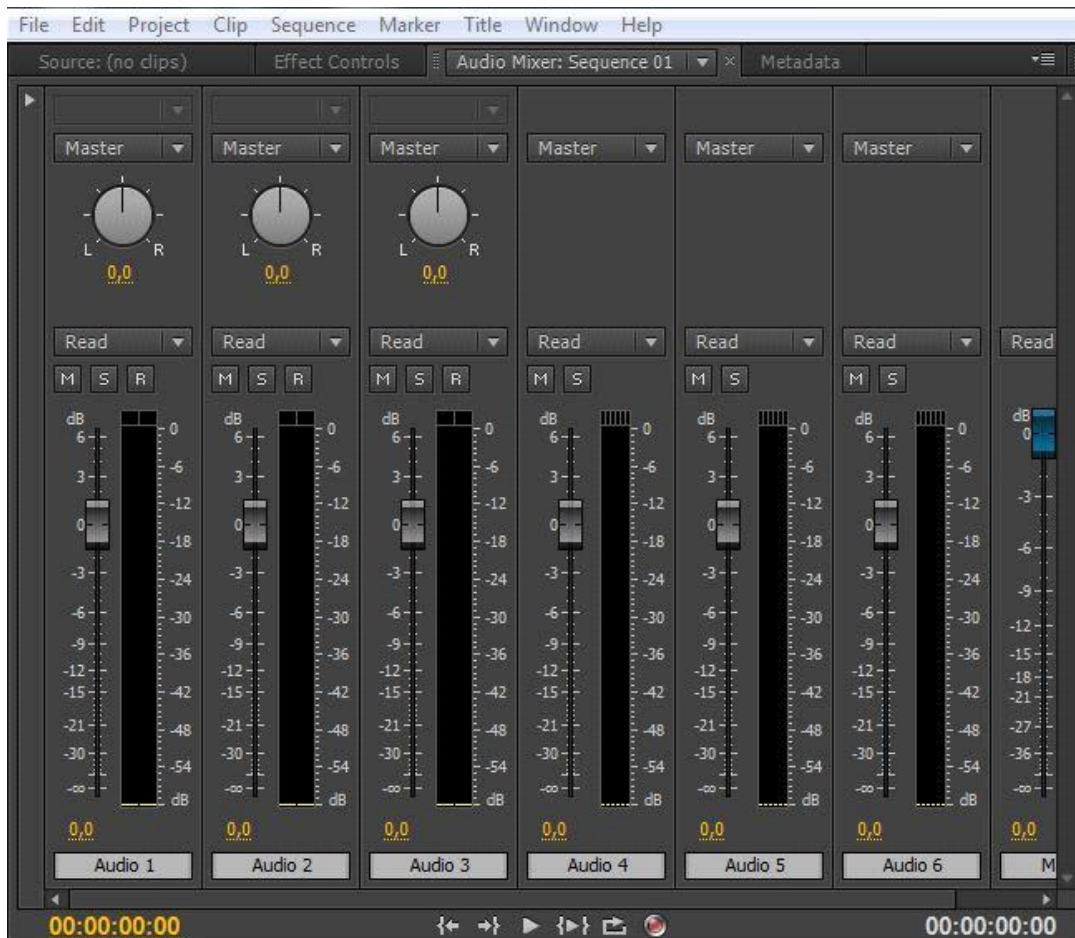 File Edit Project Clip Sequence Marker Title Window Help
Source: (no clips) Effect Controls Audio Mixer: Sequence 01 Metadata
Master Master Master Master Master Master
L R L R L R
0,0 0,0 0,0
Read Read Read Read Read Read Read
M S R M S R M S R M S M S M S
dB dB dB dB dB dB dB
6 0 6 0 6 0 6 0 6 0 6 0 0
-6 -6 -6 -6 -6 -6
3 3 3 3 3 3 -3
-12 -12 -12 -12 -12 -12
0 0 0 0 0 0
-18 -18 -18 -18 -18 -18 -6
-3 -24 -3 -24 -3 -24 -3 -24 -3 -24 -3 -24 -9
-6 -30 -6 -30 -6 -30 -6 -30 -6 -30 -6 -30 -12
-9 -36 -9 -36 -9 -36 -9 -36 -9 -36 -9 -36 -15
-12 -12 -12 -12 -12 -12 -18
-15 -42 -15 -42 -15 -42 -15 -42 -15 -42 -15 -42 -21
-21 -48 -21 -48 -21 -48 -21 -48 -21 -48 -21 -48 -27
-30 -54 -30 -54 -30 -54 -30 -54 -30 -54 -30 -54 -36
-∞ dB -∞ dB -∞ dB -∞ dB -∞ dB -∞ dB -∞
0,0 0,0 0,0 0,0 0,0 0,0 0,0
Audio 1 Audio 2 Audio 3 Audio 4 Audio 5 Audio 6 M
00:00:00:00 00:00:00:00